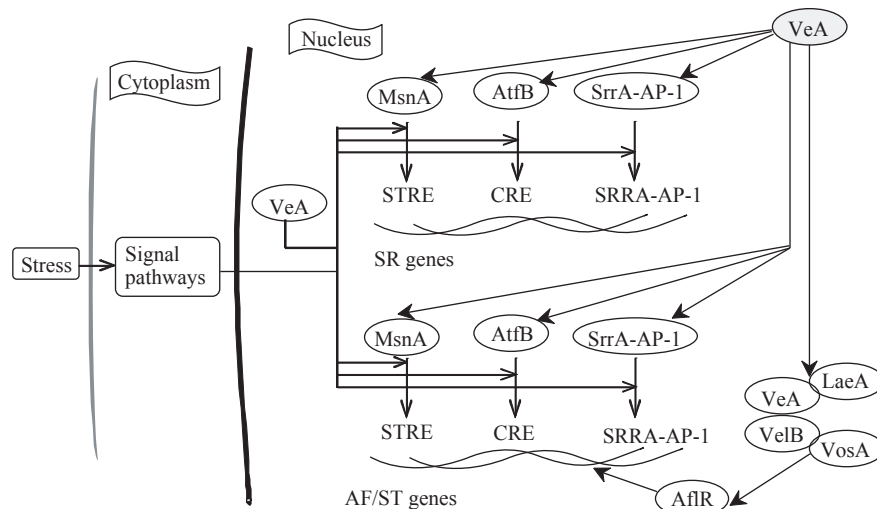 VeA
Nucleus
Cytoplasm
MsnA
AtfB
SrrA-AP-1
STRE
CRE
SRRA-AP-1
VeA
SR genes
Stress
Signal
pathways
MsnA
AtfB
SrrA-AP-1
LaeA
VeA
STRE
CRE
SRRA-AP-1
VelB
VosA
AF/ST genes
AflR